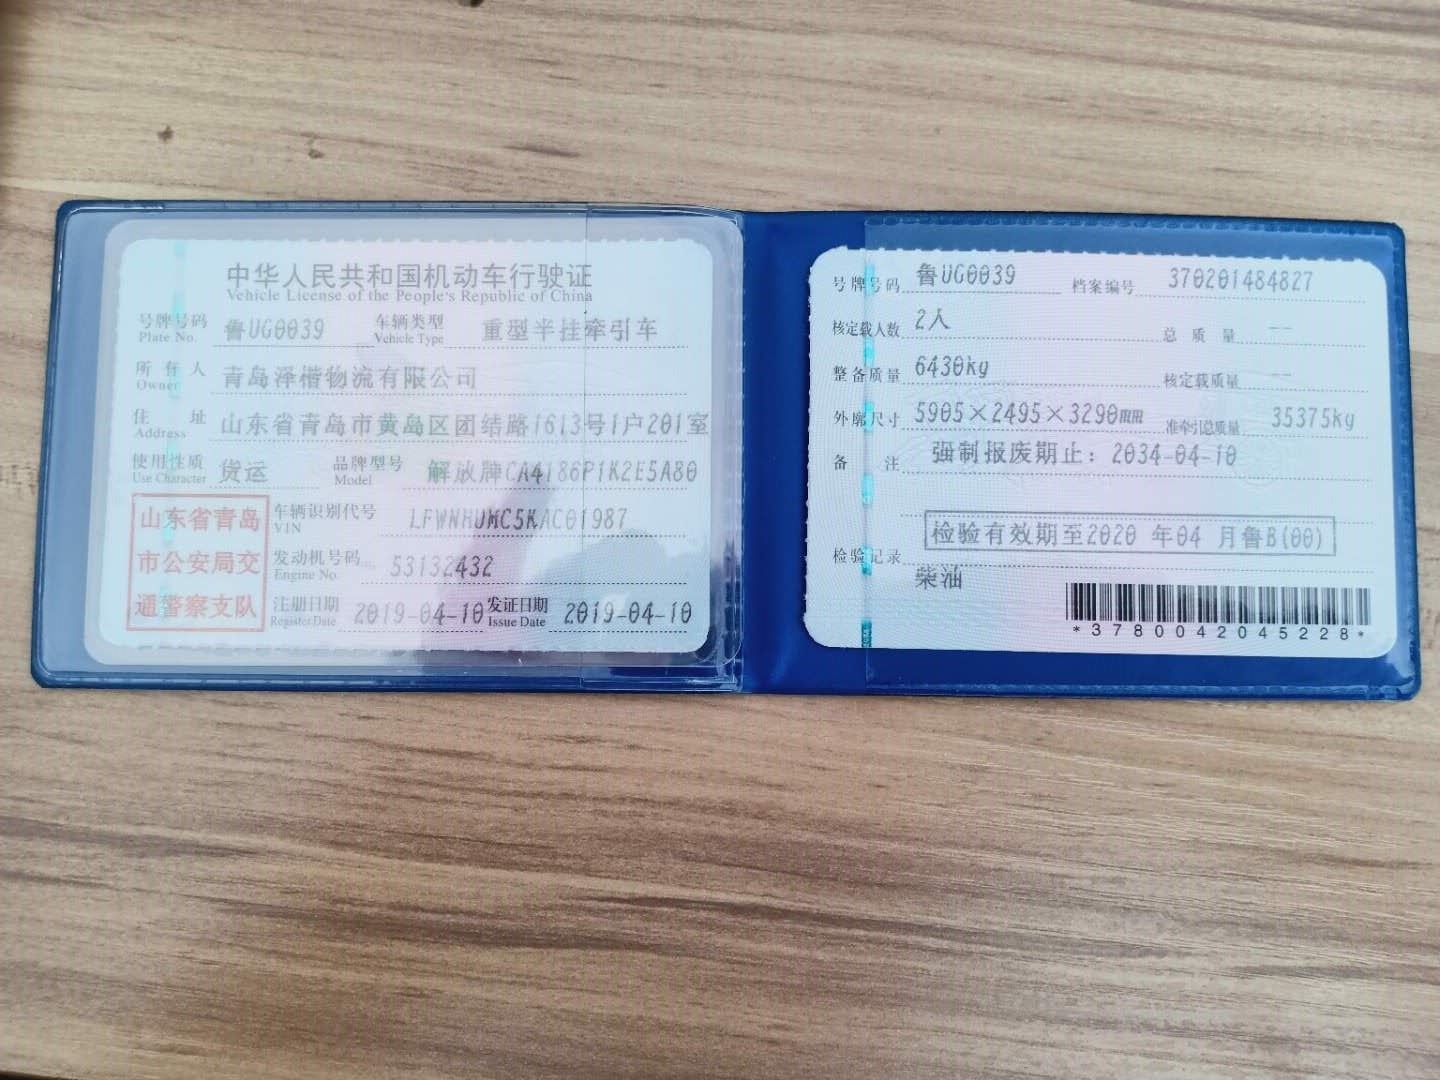 中华人民共和国机动车行驶证
Vehicle License of the People's Republic of China
号牌号码 鲁UG0039 车辆类型 重型半挂牵引车
Plate No. Vehicle Type
所有人 青岛泽楷物流有限公司
Owner
住址 山东省青岛市黄岛区团结路1613号1户201室
Address
使用性质 货运 品牌型号 解放牌CA4186P1K2E5A80
Use Character Model
山东省青岛
市公安局交
通警察支队
车辆识别代号 LFWNHUMC5KAC01987
VIN
发动机号码 53132432
Engine No.
注册日期 2019-04-10 发证日期 2019-04-10
Register Date Issue Date
号牌号码 鲁UG0039 档案编号 370201484827
核定载人数 2人 总质量 --
整备质量 6430kg 核定载质量 --
外廓尺寸 5905×2495×3290mm 准牵引总质量 35375kg
备注 强制报废期止：2034-04-10
检验有效期至2020 年04 月鲁B(00)
检验记录
柴油
*3780042045228*